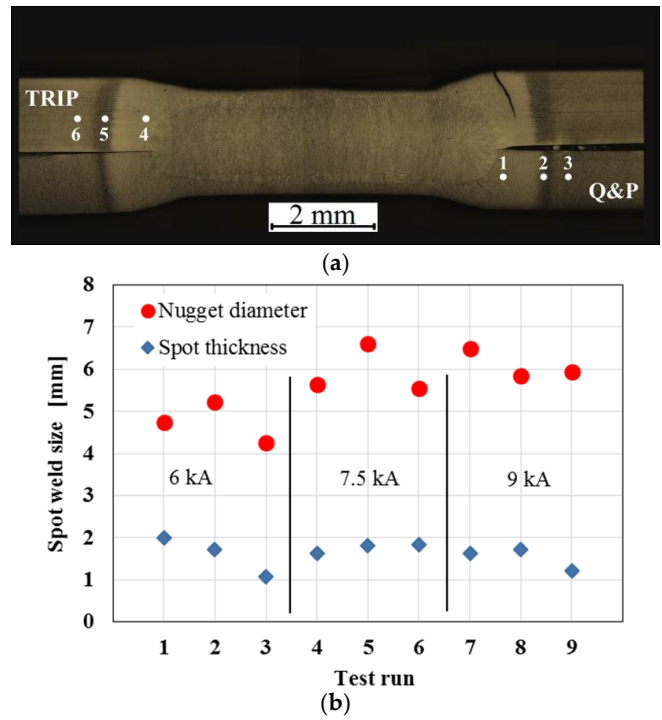 TRIP
6 5 4
1 2 3
Q&P
2 mm
(a)
8
7
6
5
4
3
2
1
0
Spot weld size [mm]
Nugget diameter
Spot thickness
6 kA 7.5 kA 9 kA
1 2 3 4 5 6 7 8 9
Test run
(b)